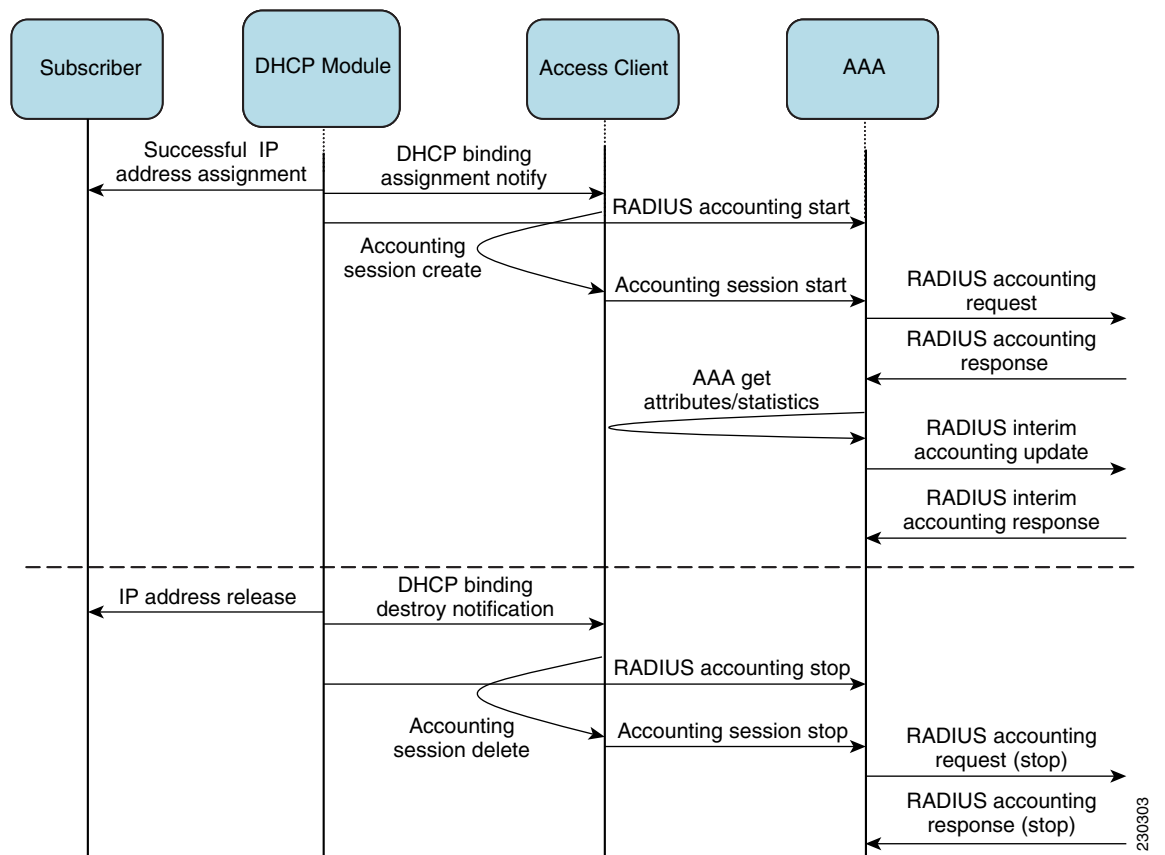 Subscriber
DHCP Module
Access Client
AAA
Successful IP
address assignment
DHCP binding
assignment notify
RADIUS accounting start
Accounting
session create
Accounting session start
RADIUS accounting
request
RADIUS accounting
response
AAA get
attributes/statistics
RADIUS interim
accounting update
RADIUS interim
accounting response
IP address release
DHCP binding
destroy notification
RADIUS accounting stop
Accounting
session delete
Accounting session stop
RADIUS accounting
request (stop)
RADIUS accounting
response (stop)
230303